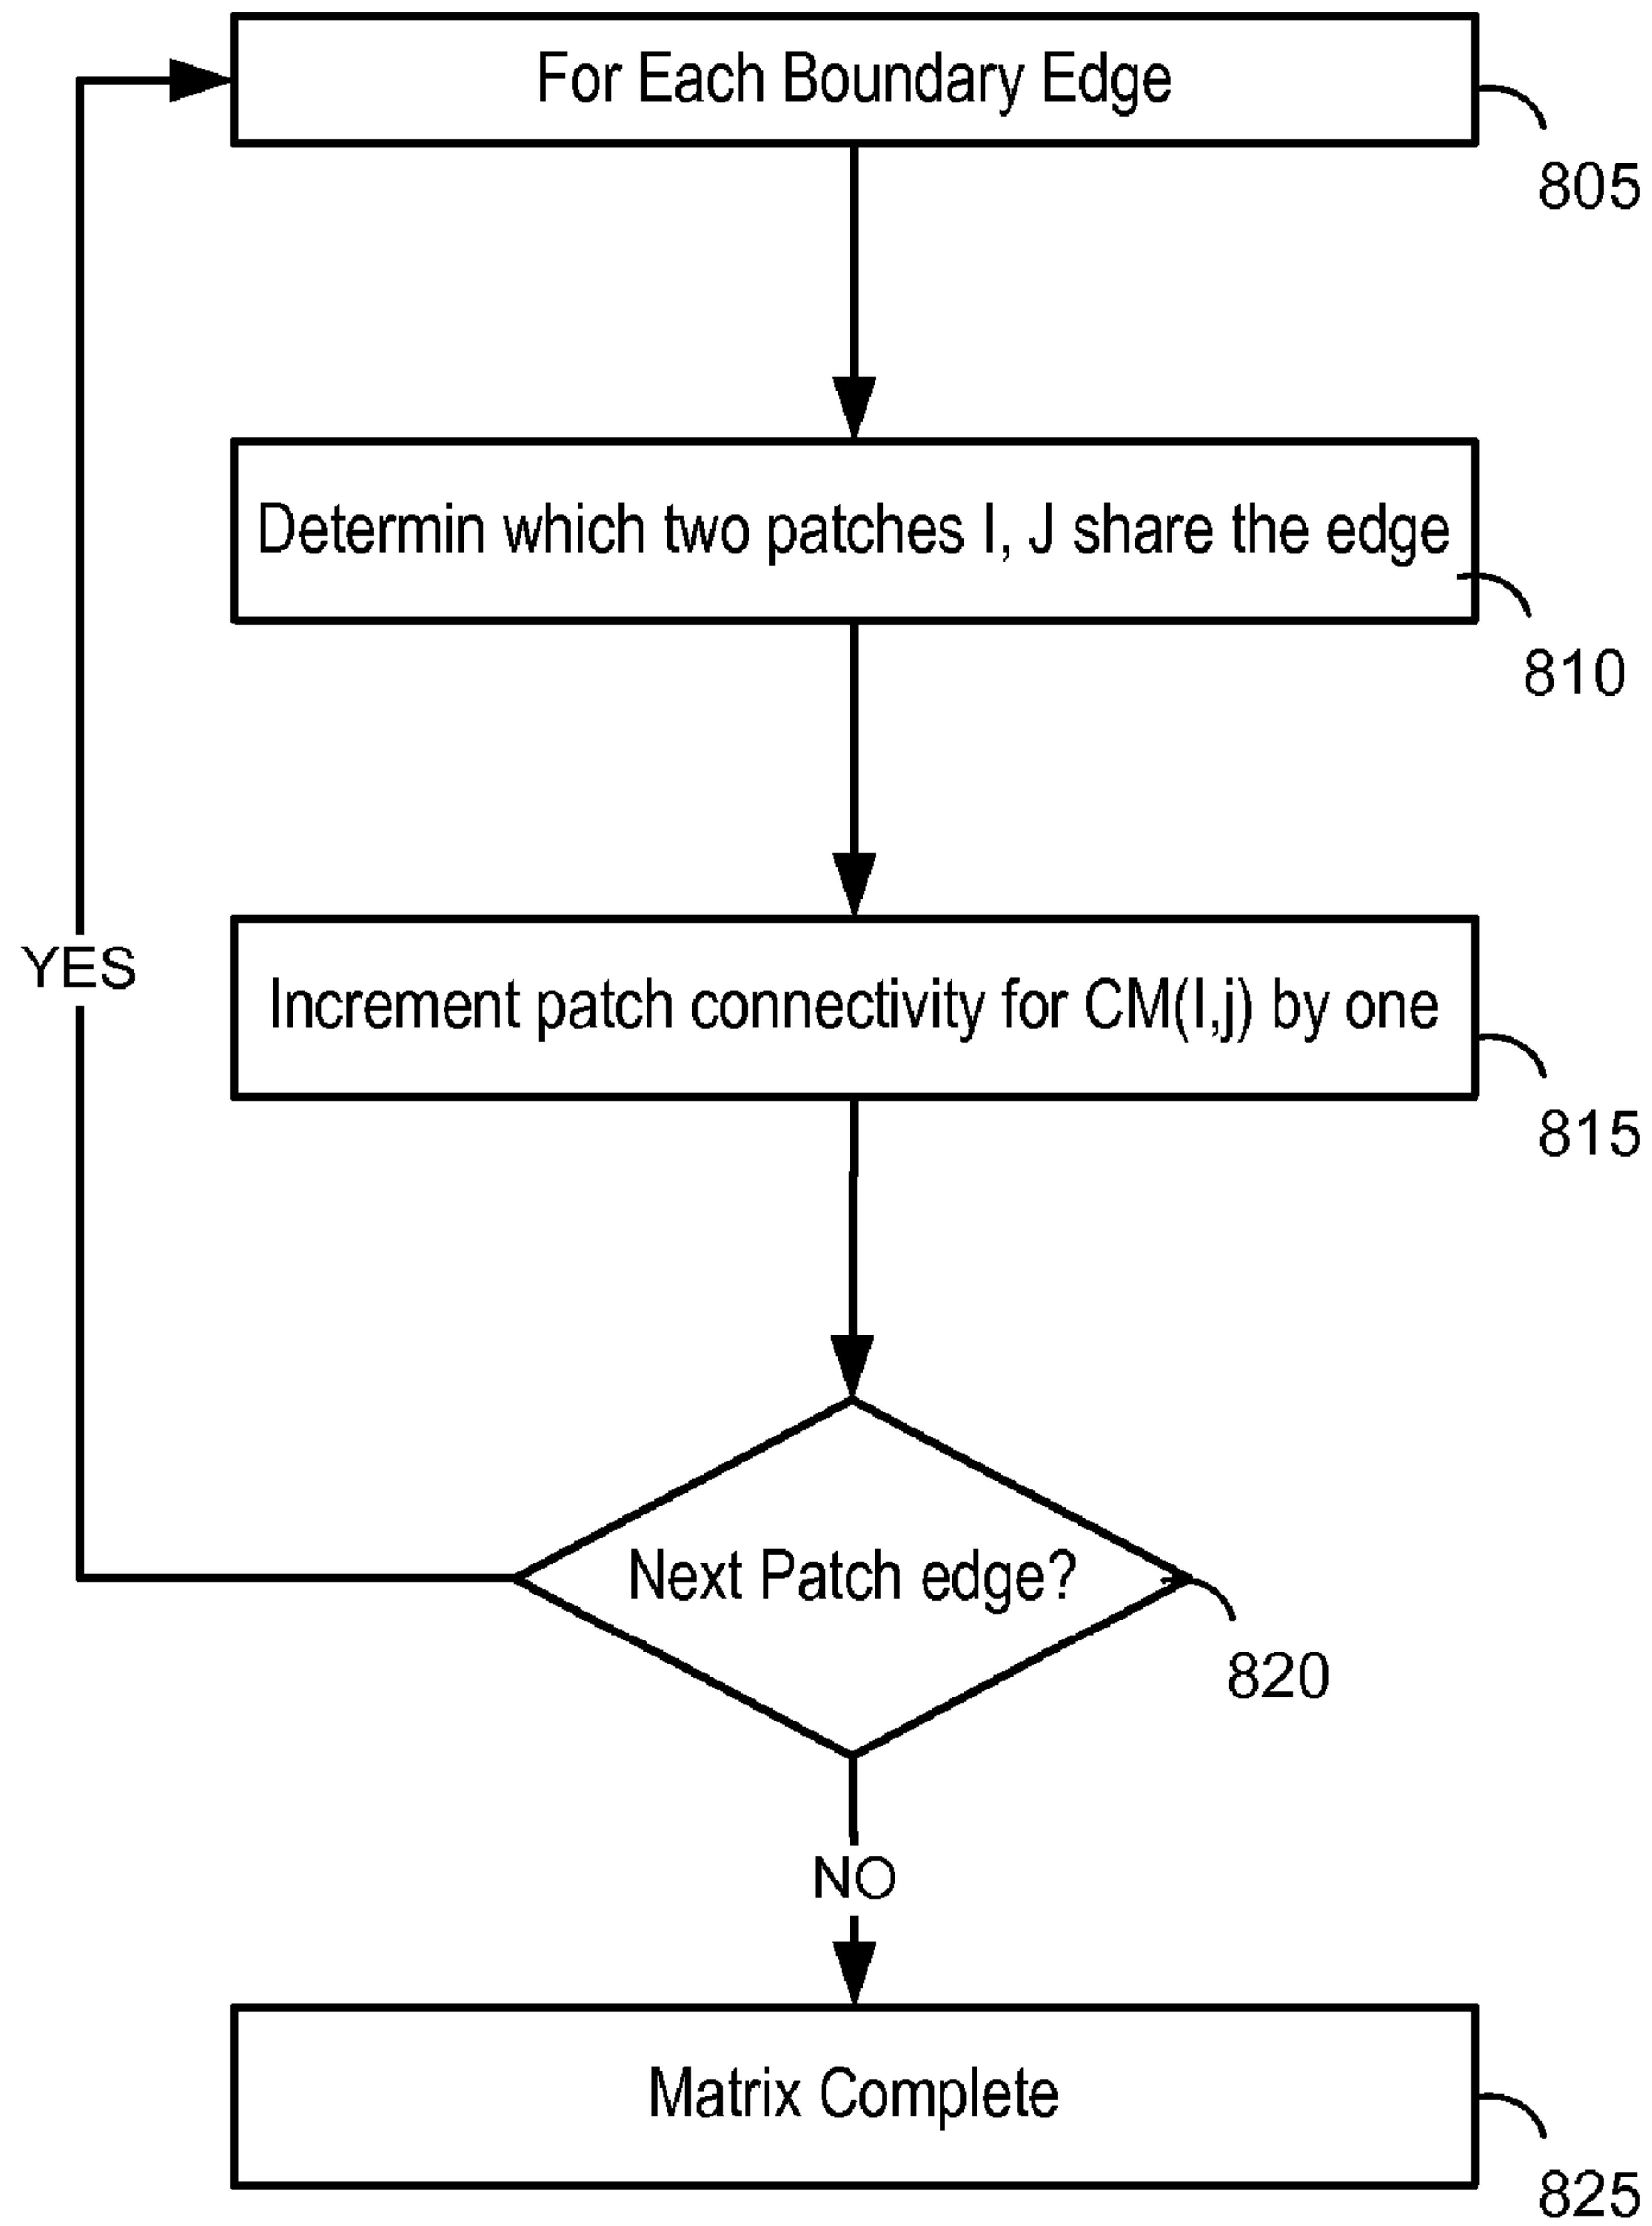 For Each Boundary Edge
805
Determin which two patches I, J share the edge
810
YES
Increment patch connectivity for CM(I,j) by one
815
Next Patch edge?
820
NO
Matrix Complete
825